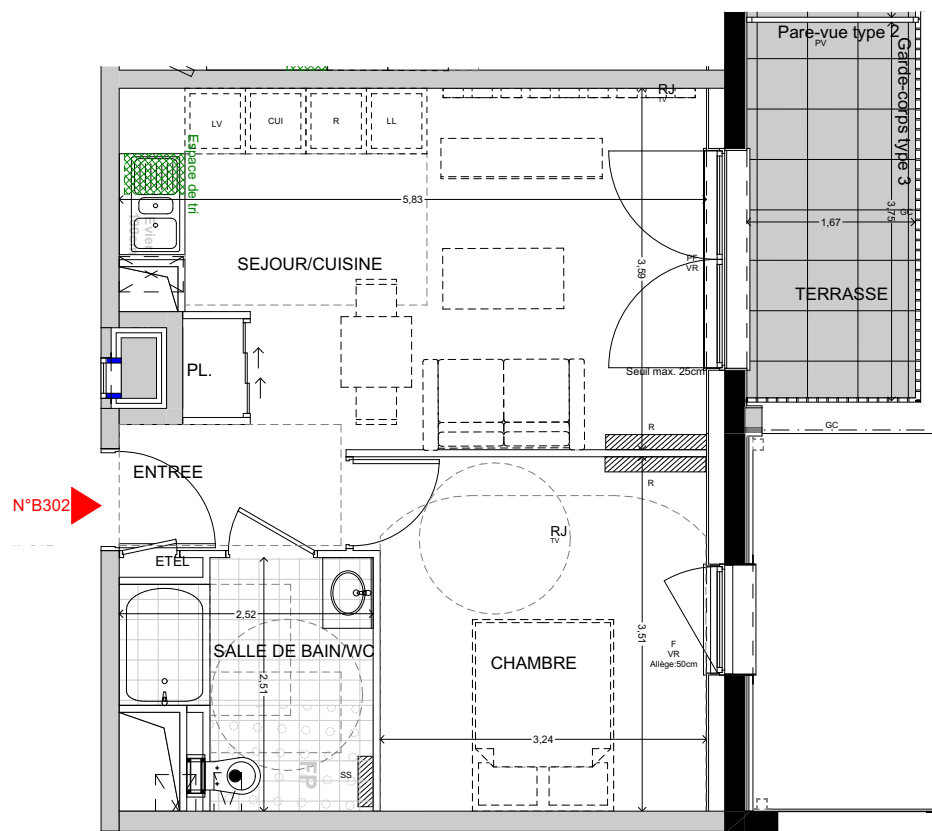 Pare-vue type 2
PV
Garde-corps type 3
RJ
TV
LV
CUI
R
LL
Espace de tri
5,83
3,75
GC
1,67
Evier
SEJOUR/CUISINE
3,59
PF
VR
TERRASSE
PL.
Seuil max. 25cm
R
GC
ENTREE
R
N°B302
RJ
TV
ETEL
2,52
3,51
F
VR
Allège:50cm
SALLE DE BAIN/WC
2,51
CHAMBRE
3,24
SS
FP